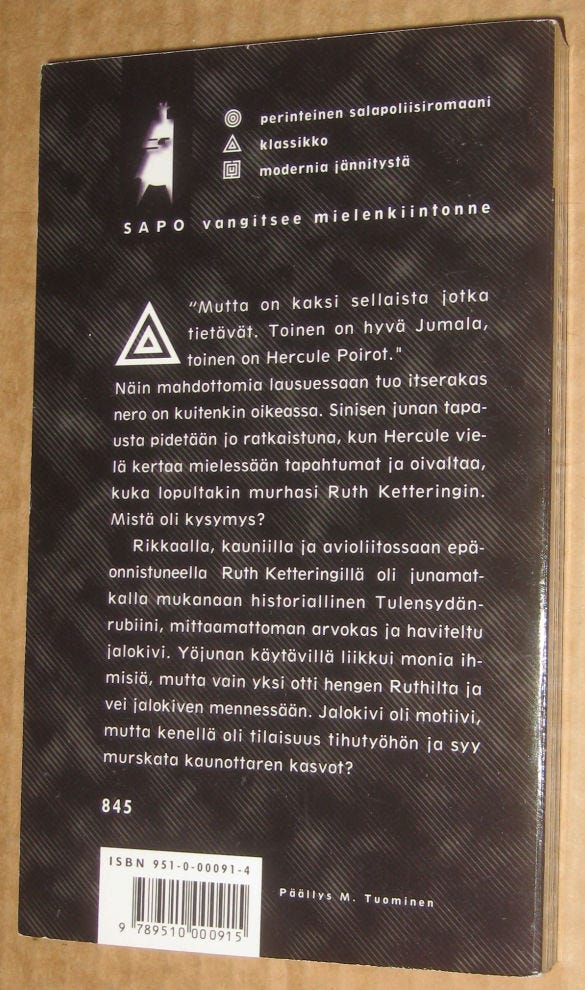 perinteinen salapoliisiromaani
klassikko
modernia jännitystä
SAPO vangitsee mielenkiintonne
"Mutta on kaksi sellaista jotka
tietävät. Toinen on hyvä Jumala,
toinen on Hercule Poirot."
Näin mahdottomia lausuessaan tuo itserakas
nero on kuitenkin oikeassa. Sinisen junan tapa-
usta pidetään jo ratkaistuna, kun Hercule vie-
lä kertaa mielessään tapahtumat ja oivaltaa,
kuka lopultakin murhasi Ruth Ketteringin.
Mistä oli kysymys?
Rikkaalla, kauniilla ja avioliitossaan epä-
onnistuneella Ruth Ketteringillä oli junamat-
kalla mukanaan historiallinen Tulensydän-
rubiini, mittaamattoman arvokas ja haviteltu
jalokivi. Yöjunan käytävillä liikkui monia ih-
misiä, mutta vain yksi otti hengen Ruthilta ja
vei jalokiven mennessään. Jalokivi oli motiivi,
mutta kenellä oli tilaisuus tihutyöhön ja syy
murskata kaunottaren kasvot?
845
ISBN 951-0-00091-4
9 789510 000915
Päällys M. Tuominen